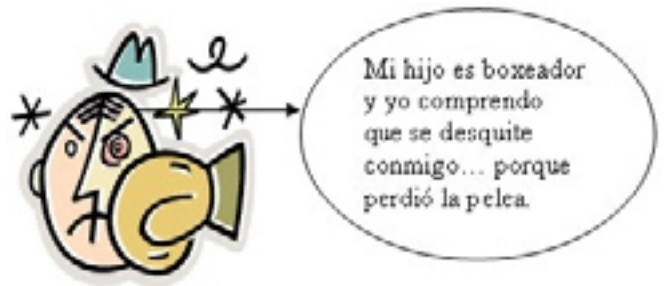 Mi hijo es boxeador
y yo comprendo
que se desquite
conmigo... porque
perdió la pelea.